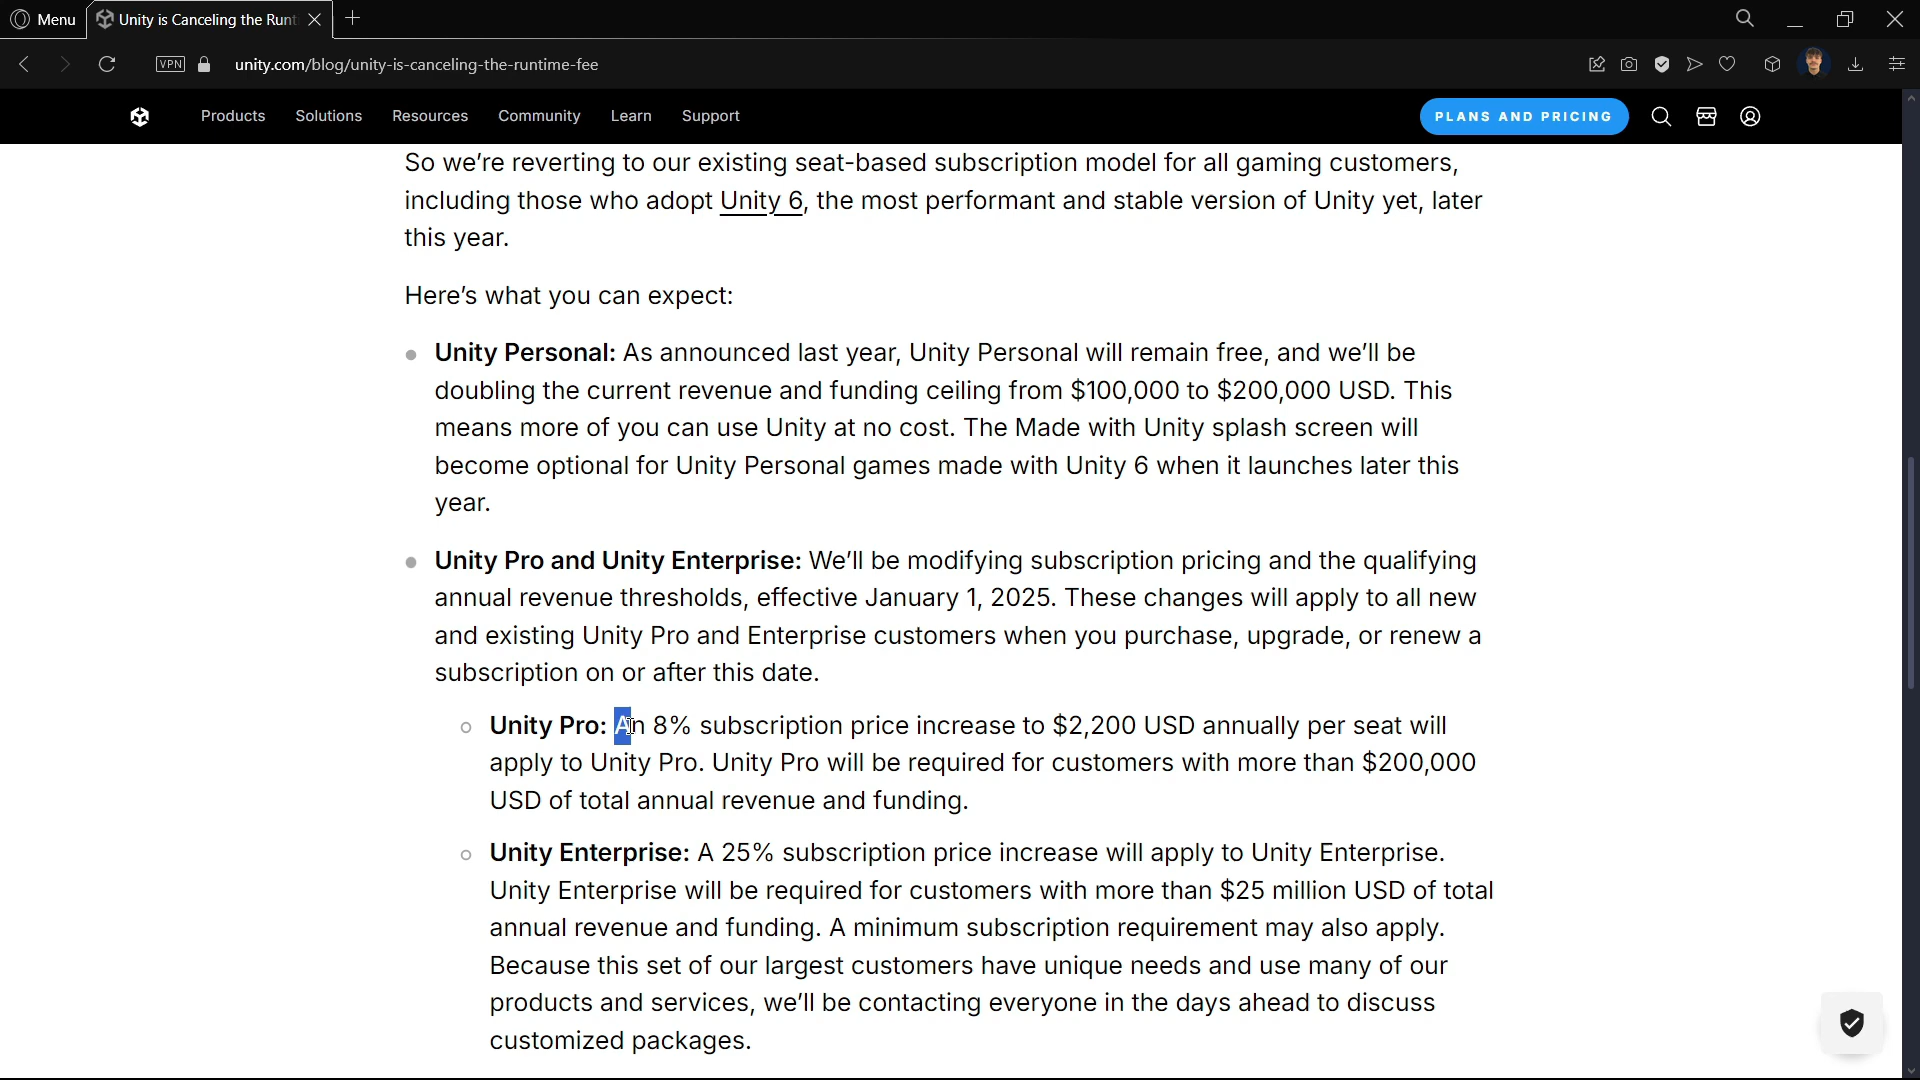 Menu
Unity is Canceling the Runt
VPN
unity.com/blog/unity-is-canceling-the-runtime-fee
Products
Solutions
Resources
Community
Learn
Support
PLANS AND PRICING
So we’re reverting to our existing seat-based subscription model for all gaming customers,
including those who adopt Unity 6, the most performant and stable version of Unity yet, later
this year.
Here’s what you can expect:
Unity Personal: As announced last year, Unity Personal will remain free, and we’ll be
doubling the current revenue and funding ceiling from $100,000 to $200,000 USD. This
means more of you can use Unity at no cost. The Made with Unity splash screen will
become optional for Unity Personal games made with Unity 6 when it launches later this
year.
Unity Pro and Unity Enterprise: We’ll be modifying subscription pricing and the qualifying
annual revenue thresholds, effective January 1, 2025. These changes will apply to all new
and existing Unity Pro and Enterprise customers when you purchase, upgrade, or renew a
subscription on or after this date.
Unity Pro: An 8% subscription price increase to $2,200 USD annually per seat will
apply to Unity Pro. Unity Pro will be required for customers with more than $200,000
USD of total annual revenue and funding.
Unity Enterprise: A 25% subscription price increase will apply to Unity Enterprise.
Unity Enterprise will be required for customers with more than $25 million USD of total
annual revenue and funding. A minimum subscription requirement may also apply.
Because this set of our largest customers have unique needs and use many of our
products and services, we’ll be contacting everyone in the days ahead to discuss
customized packages.